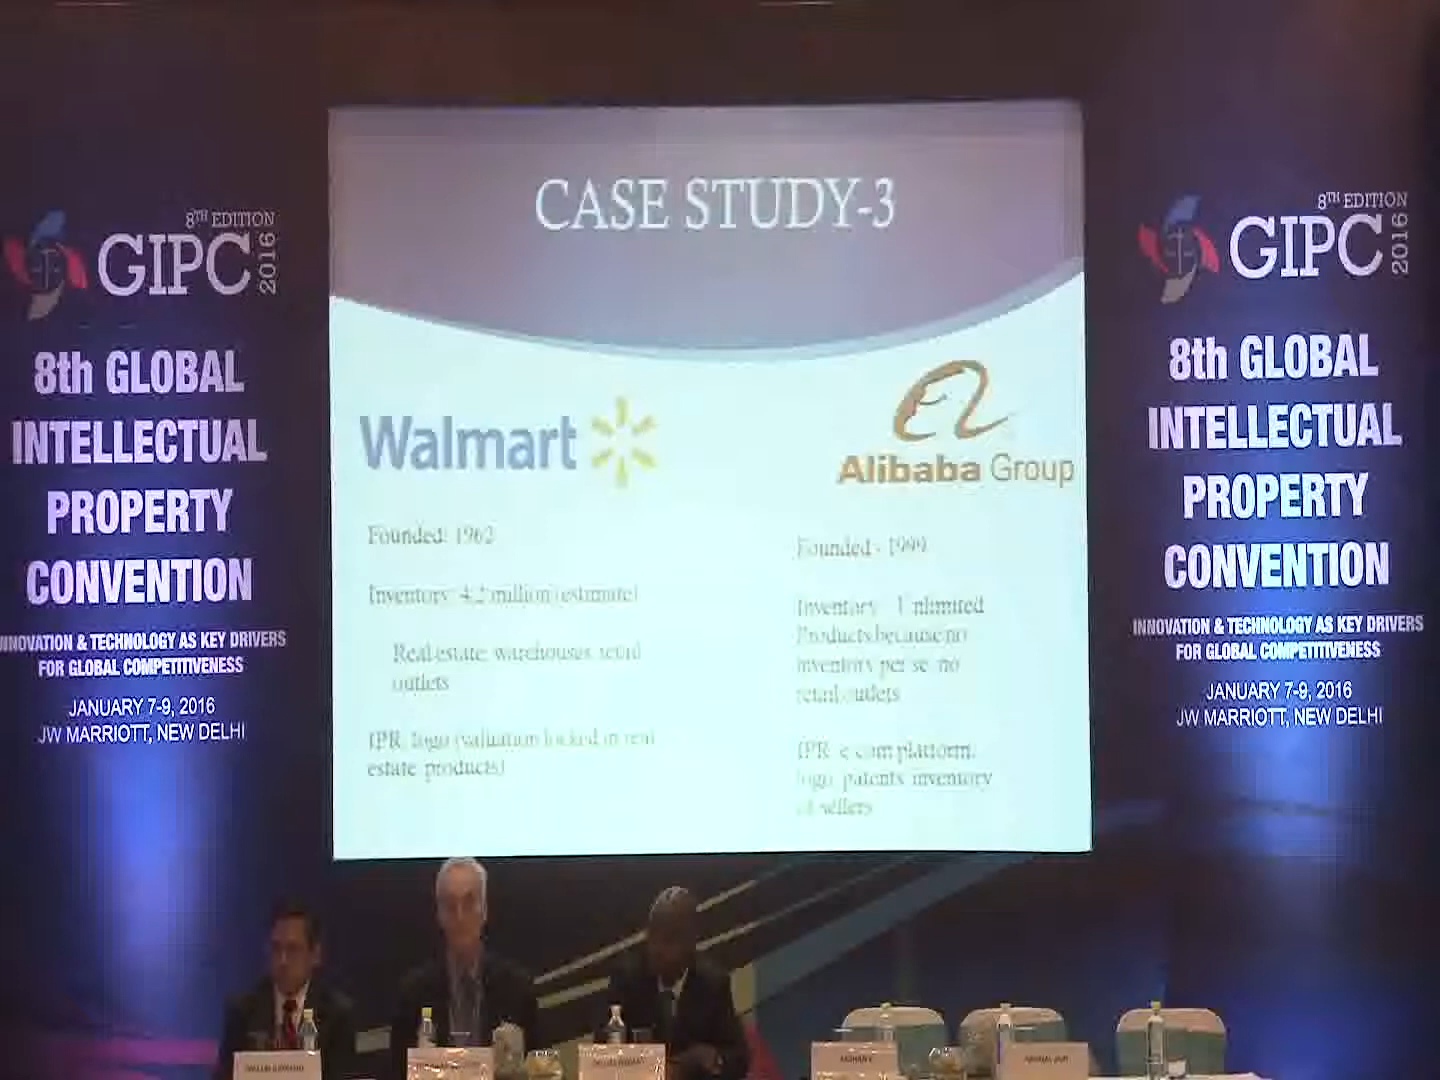 8TH EDITION
GIPC 2016
8th GLOBAL
INTELLECTUAL
PROPERTY
CONVENTION
INNOVATION & TECHNOLOGY AS KEY DRIVERS
FOR GLOBAL COMPETITIVENESS
JANUARY 7-9, 2016
JW MARRIOTT, NEW DELHI
CASE STUDY-3
Walmart
Founded: 1962
Inventory: 4.2 million (estimate)
Real estate: warehouses, retail
outlets
IPR: logo (valuation locked in real
estate products)
Alibaba Group
Founded - 1999
Inventory - Unlimited
Products because no
inventory per se, no
retail outlets
IPR - e com platform,
logo, patents, inventory
of sellers
8TH EDITION
GIPC 2016
8th GLOBAL
INTELLECTUAL
PROPERTY
CONVENTION
INNOVATION & TECHNOLOGY AS KEY DRIVERS
FOR GLOBAL COMPETITIVENESS
JANUARY 7-9, 2016
JW MARRIOTT, NEW DELHI